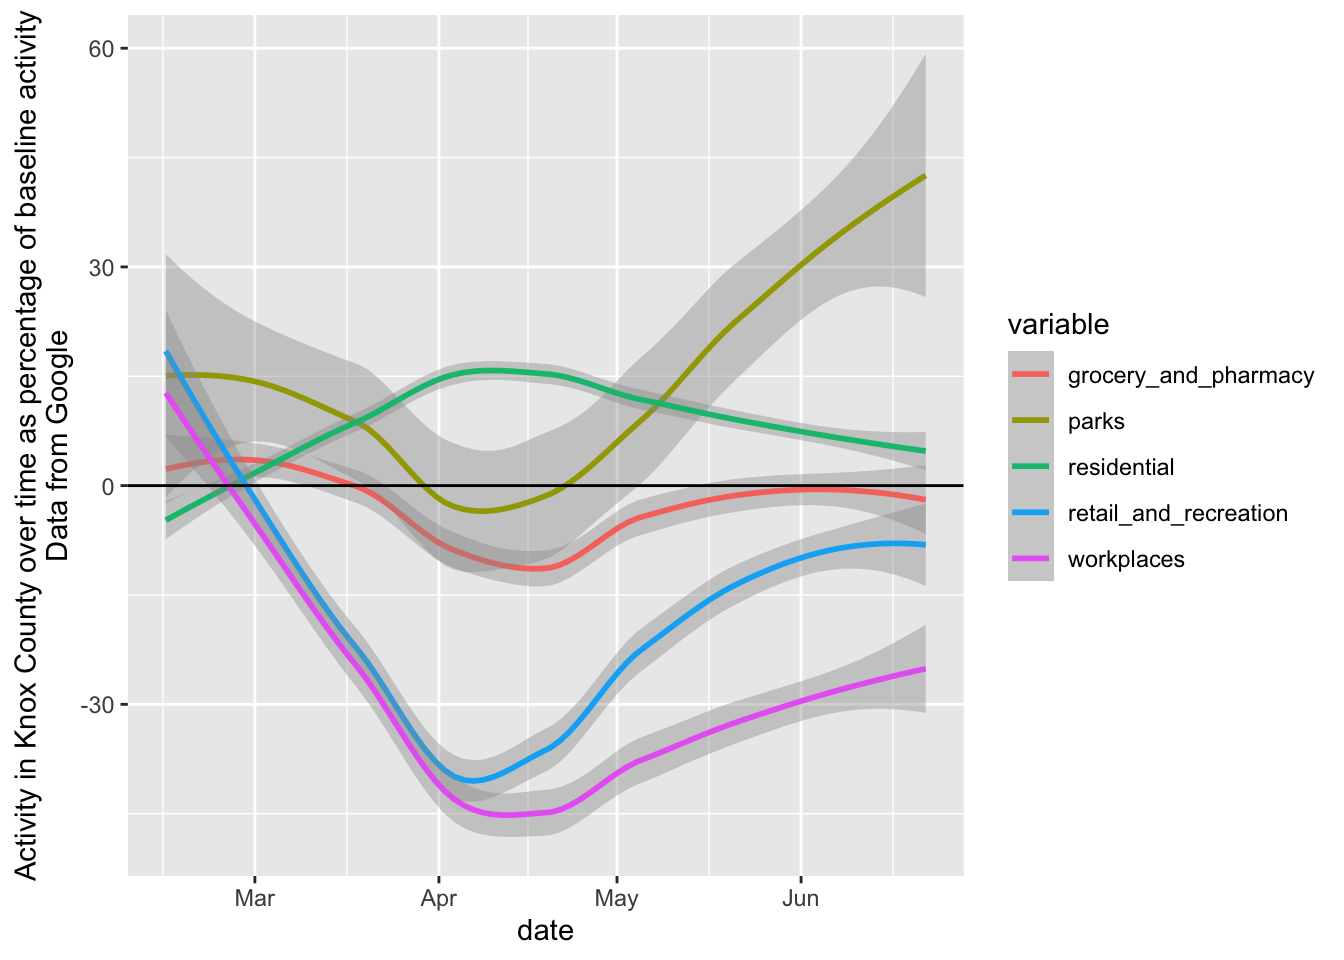 Activity in Knox County over time as percentage of baseline activity
Data from Google
60
30
0
-30
Mar
Apr
May
Jun
date
variable
grocery_and_pharmacy
parks
residential
retail_and_recreation
workplaces